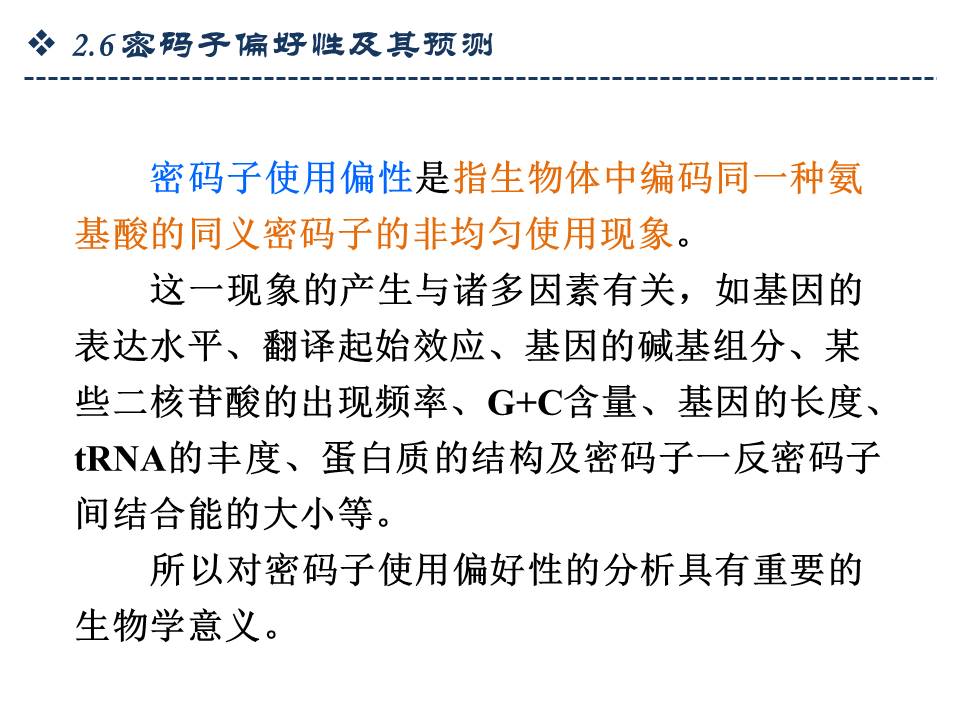 ❖ 2.6密码子偏好性及其预测
密码子使用偏性是指生物体中编码同一种氨
基酸的同义密码子的非均匀使用现象。
这一现象的产生与诸多因素有关，如基因的
表达水平、翻译起始效应、基因的碱基组分、某
些二核苷酸的出现频率、G+C含量、基因的长度、
tRNA的丰度、蛋白质的结构及密码子一反密码子
间结合能的大小等。
所以对密码子使用偏好性的分析具有重要的
生物学意义。